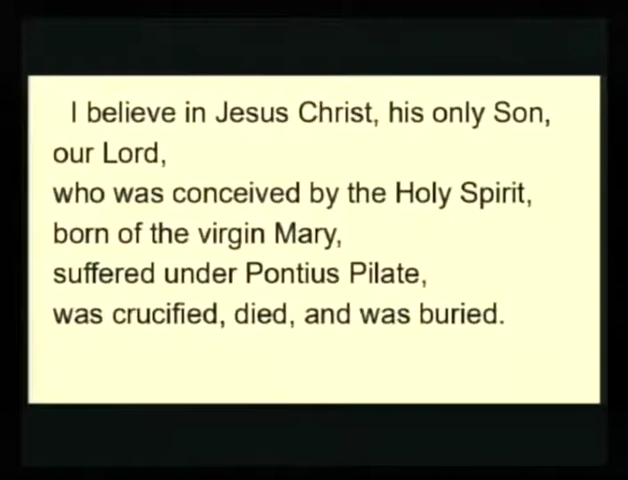 I believe in Jesus Christ, his only Son,
our Lord,
who was conceived by the Holy Spirit,
born of the virgin Mary,
suffered under Pontius Pilate,
was crucified, died, and was buried.